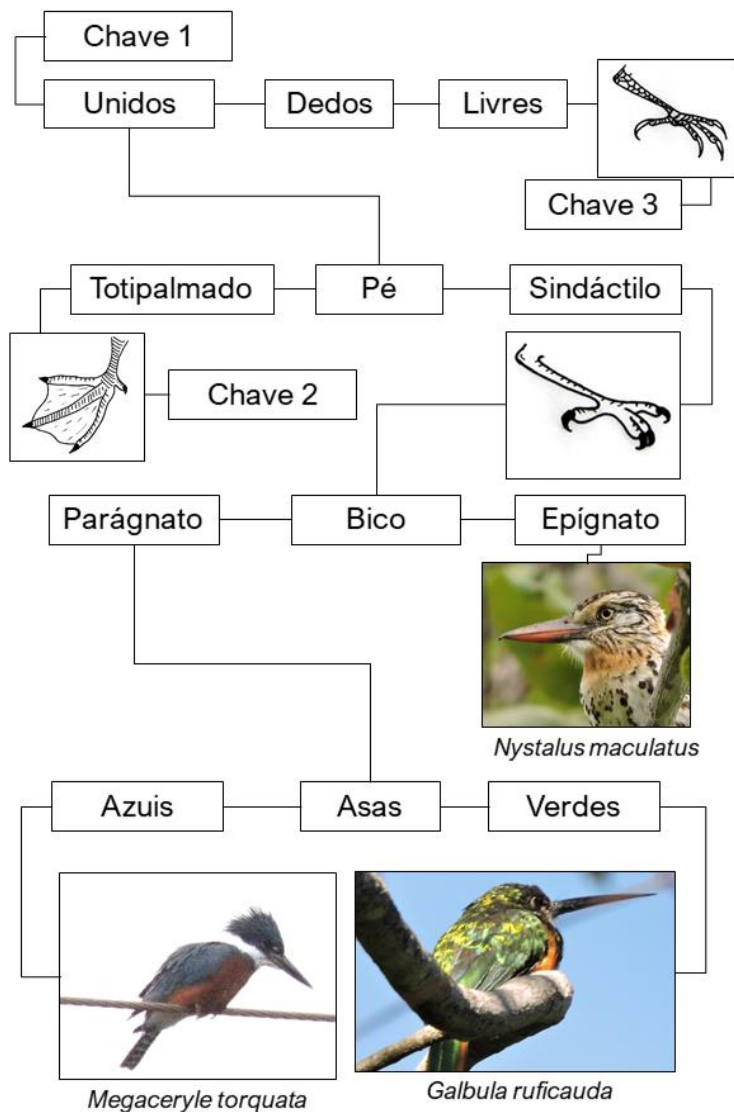 Chave 1
Unidos Dedos Livres
Chave 3
Totipalmado Pé Sindáctilo
Chave 2
Parágnato Bico Epígnato
Nystalus maculatus
Azuis Asas Verdes
Megaceryle torquata Galbula ruficauda